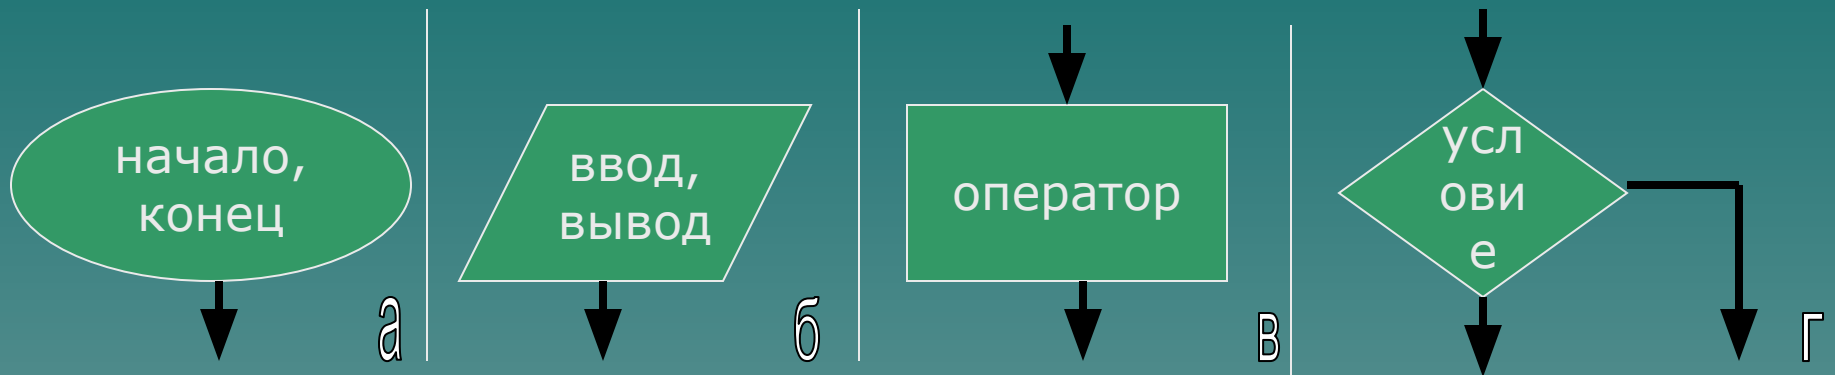 начало,
конец
а
ввод,
вывод
б
оператор
в
усл
ови
е
г